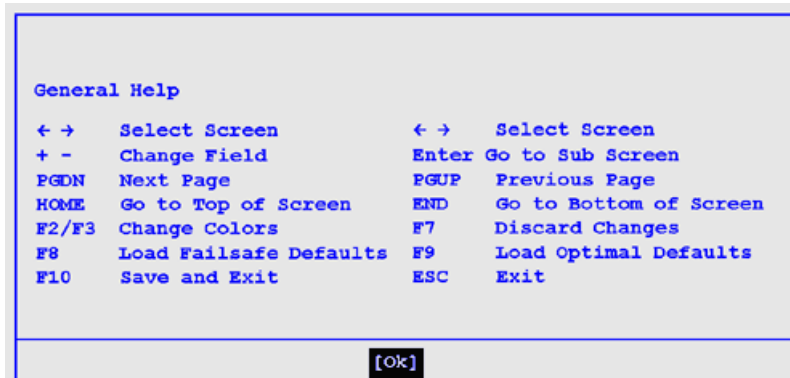 General Help
← → Select Screen ← → Select Screen
+ - Change Field Enter Go to Sub Screen
PGDN Next Page PGUP Previous Page
HOME Go to Top of Screen END Go to Bottom of Screen
F2/F3 Change Colors F7 Discard Changes
F8 Load Failsafe Defaults F9 Load Optimal Defaults
F10 Save and Exit ESC Exit
[Ok]